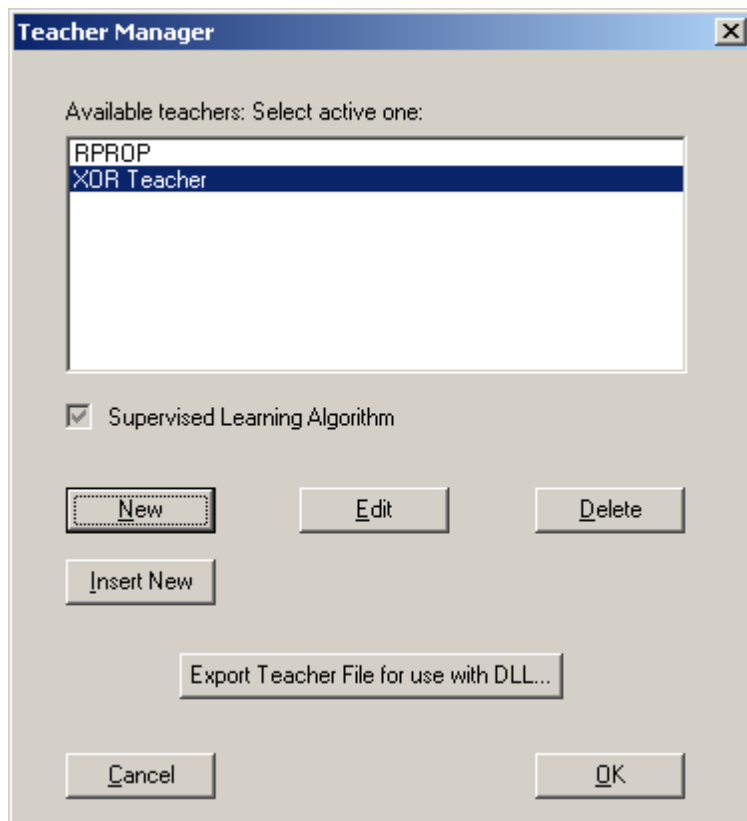 Teacher Manager
Available teachers: Select active one:
RPROP
XOR Teacher
Supervised Learning Algorithm
New Edit Delete
Insert New
Export Teacher File for use with DLL...
Cancel OK